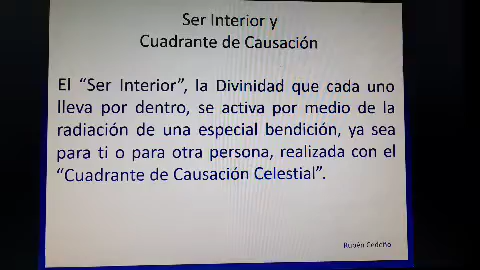 Ser Interior y
Cuadrante de Causación
El “Ser Interior”, la Divinidad que cada uno
lleva por dentro, se activa por medio de la
radiación de una especial bendición, ya sea
para ti o para otra persona, realizada con el
“Cuadrante de Causación Celestial”.
Rubén Cedeño